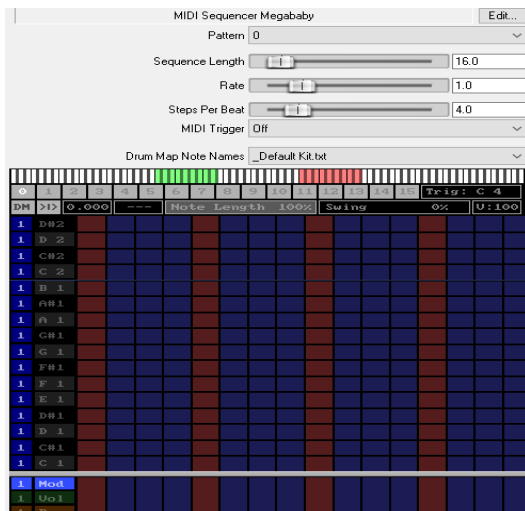 MIDI Sequencer Megababy Edit...
Pattern 0
Sequence Length 16.0
Rate 1.0
Steps Per Beat 4.0
MIDI Trigger Off
Drum Map Note Names _Default Kit.txt
0 1 2 3 4 5 6 7 8 9 10 11 12 13 14 15 Trig: C 4
DM >I> 0.000 --- Note Length 100% Swing 0% V:100
1 D#2
1 D 2
1 C#2
1 C 2
1 B 1
1 A#1
1 A 1
1 G#1
1 G 1
1 F#1
1 F 1
1 E 1
1 D#1
1 D 1
1 C#1
1 C 1
1 Mod
1 Vol